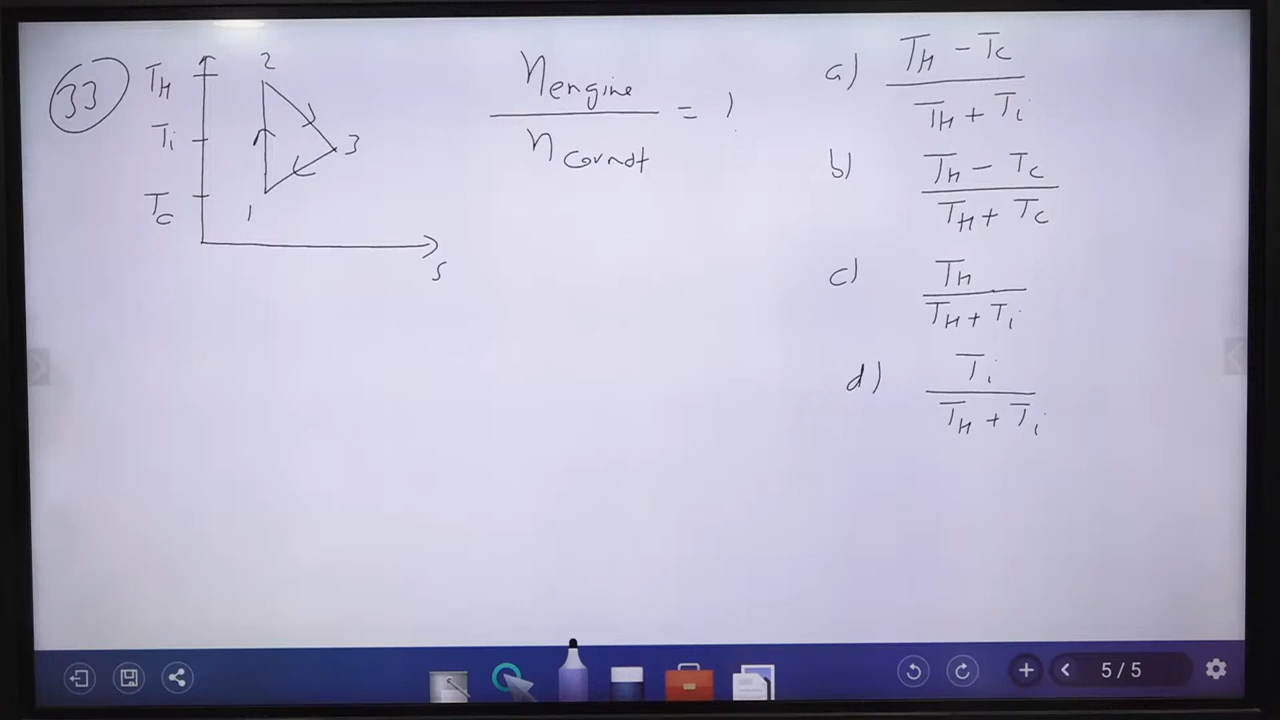 33
T_H
T_i
T_C
2
3
1
s
η_engine / η_Carnot = ?
a) (T_H - T_C) / (T_H + T_i)
b) (T_H - T_C) / (T_H + T_C)
c) T_H / (T_H + T_i)
d) T_i / (T_H + T_i)
5 / 5